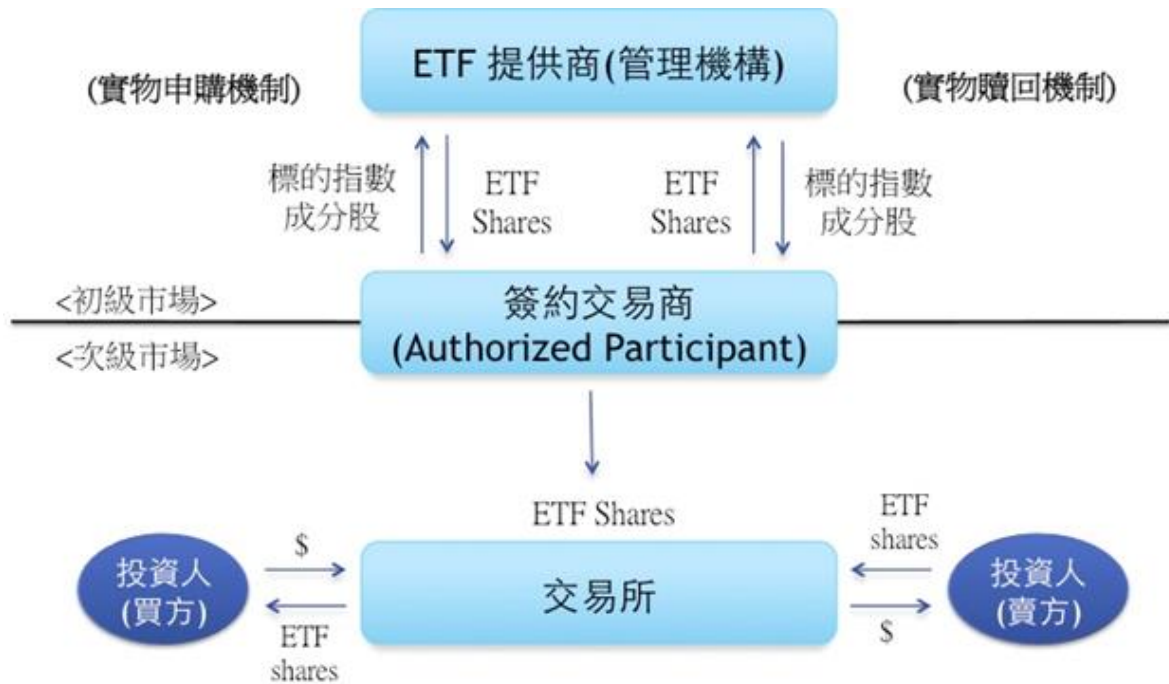 ETF 提供商(管理機構)
(實物申購機制)
(實物贖回機制)
標的指數
成分股
ETF
Shares
ETF
Shares
標的指數
成分股
<初級市場>
<次級市場>
簽約交易商
(Authorized Participant)
ETF Shares
投資人
(買方)
$
ETF
shares
交易所
ETF
shares
$
投資人
(賣方)